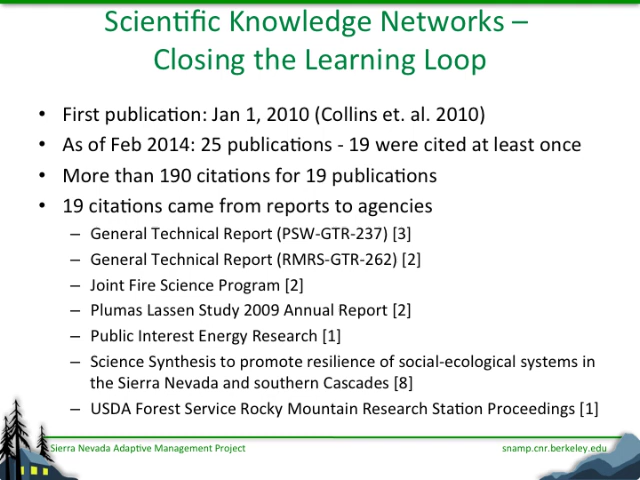 Scientific Knowledge Networks –
Closing the Learning Loop
• First publication: Jan 1, 2010 (Collins et. al. 2010)
• As of Feb 2014: 25 publications - 19 were cited at least once
• More than 190 citations for 19 publications
• 19 citations came from reports to agencies
– General Technical Report (PSW-GTR-237) [3]
– General Technical Report (RMRS-GTR-262) [2]
– Joint Fire Science Program [2]
– Plumas Lassen Study 2009 Annual Report [2]
– Public Interest Energy Research [1]
– Science Synthesis to promote resilience of social-ecological systems in
the Sierra Nevada and southern Cascades [8]
– USDA Forest Service Rocky Mountain Research Station Proceedings [1]
Sierra Nevada Adaptive Management Project
snamp.cnr.berkeley.edu